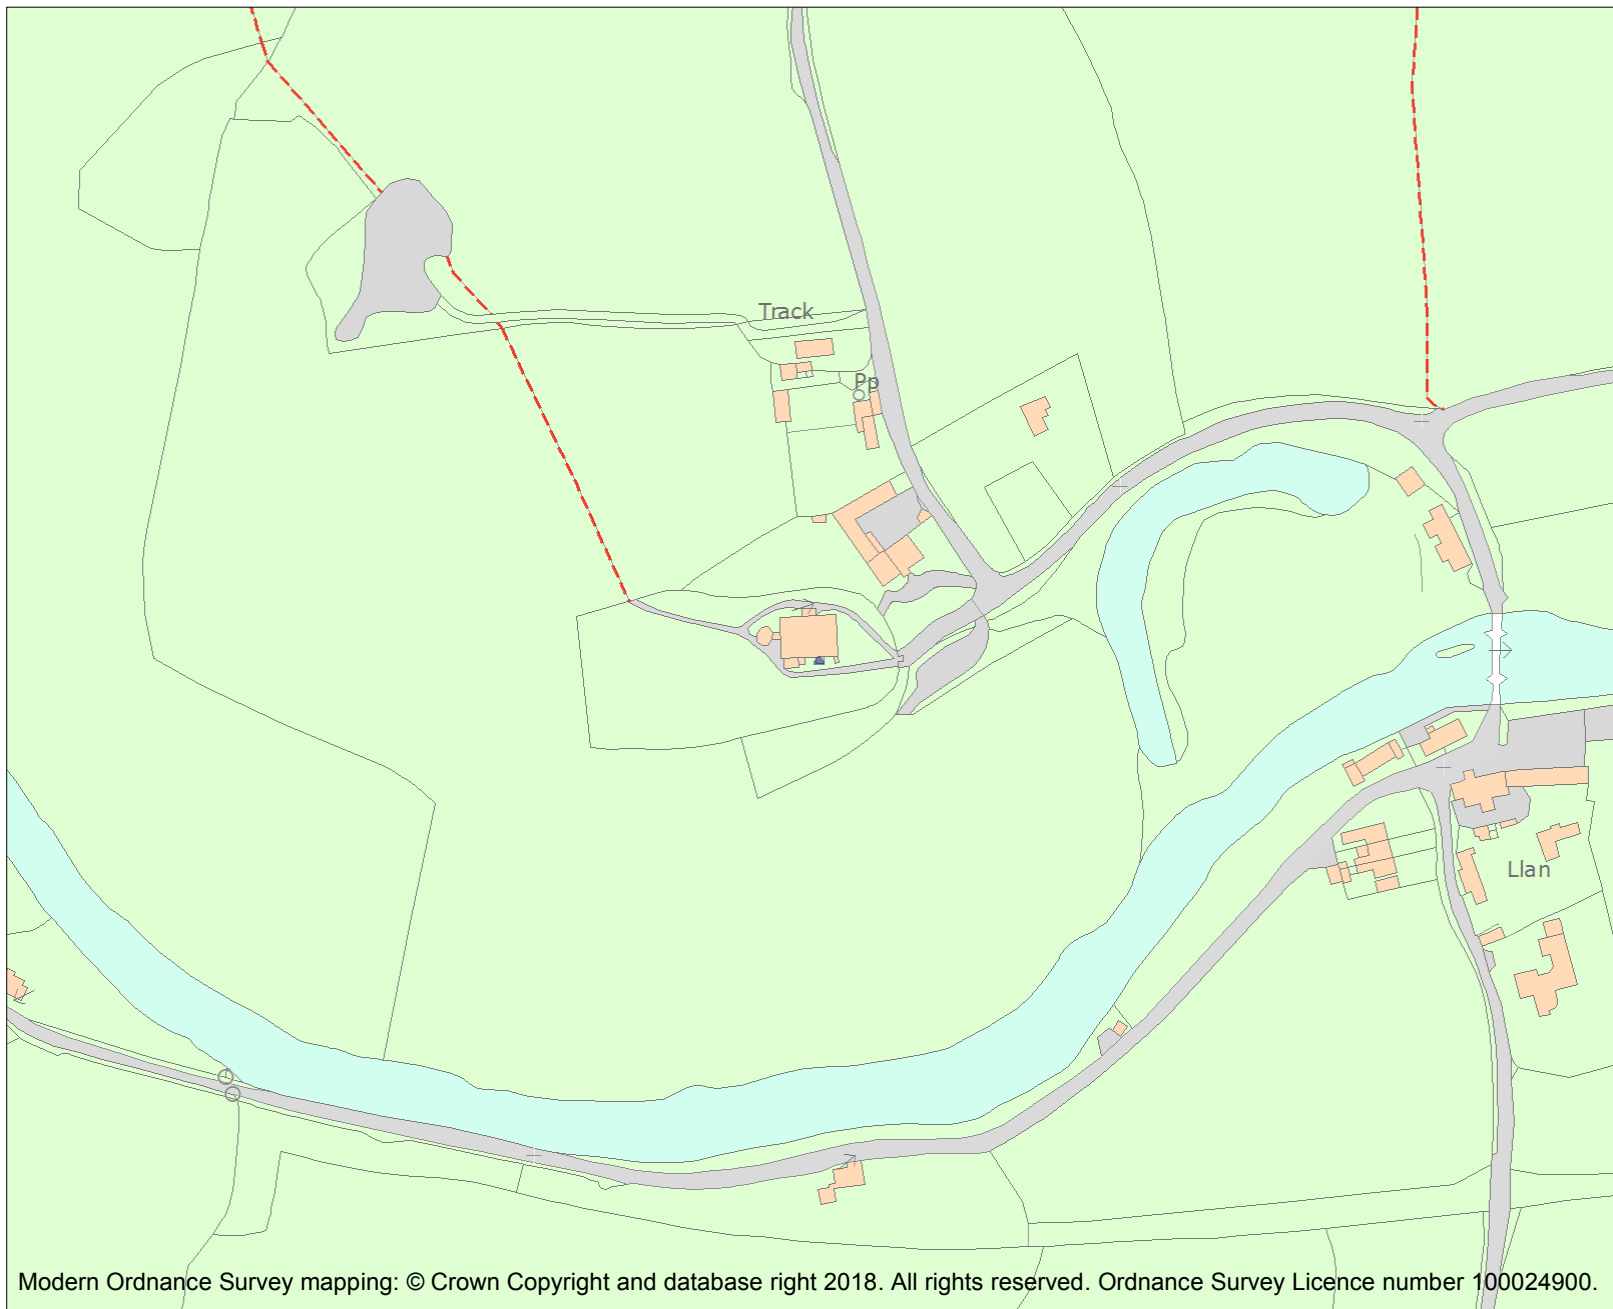 Track
Pp
Llan
Modern Ordnance Survey mapping: © Crown Copyright and database right 2018. All rights reserved. Ordnance Survey Licence number 100024900.